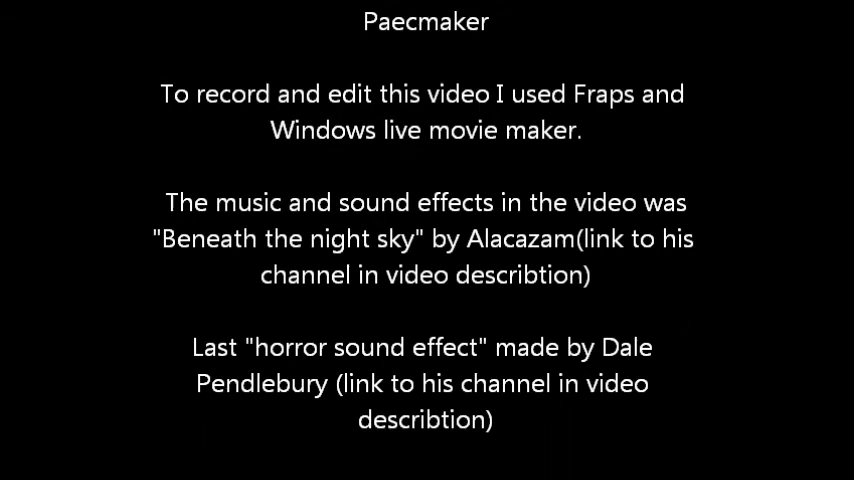 Paecmaker
To record and edit this video I used Fraps and
Windows live movie maker.
The music and sound effects in the video was
"Beneath the night sky" by Alacazam(link to his
channel in video describtion)
Last "horror sound effect" made by Dale
Pendlebury (link to his channel in video
describtion)